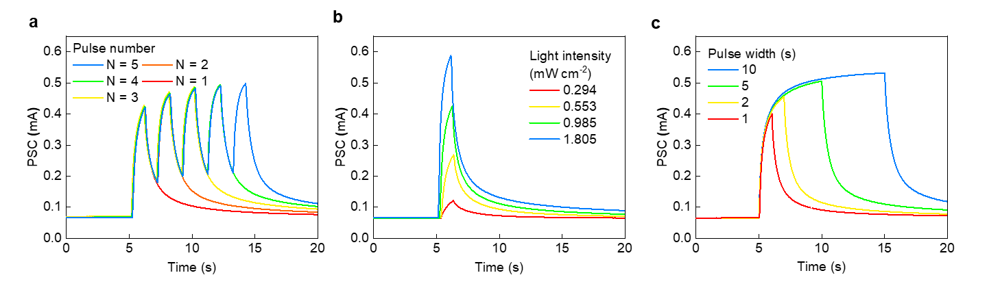 a
Pulse number
N = 5 N = 2
N = 4 N = 1
N = 3
PSC (mA)
0.6
0.5
0.4
0.3
0.2
0.1
0.0
0 5 10 15 20
Time (s)
b
Light intensity
(mW cm-2)
0.294
0.553
0.985
1.805
PSC (mA)
0.6
0.5
0.4
0.3
0.2
0.1
0.0
0 5 10 15 20
Time (s)
c
Pulse width (s)
10
5
2
1
PSC (mA)
0.6
0.5
0.4
0.3
0.2
0.1
0.0
0 5 10 15 20
Time (s)